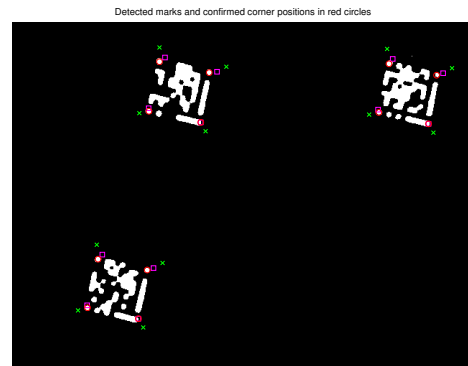 Detected marks and confirmed corner positions in red circles